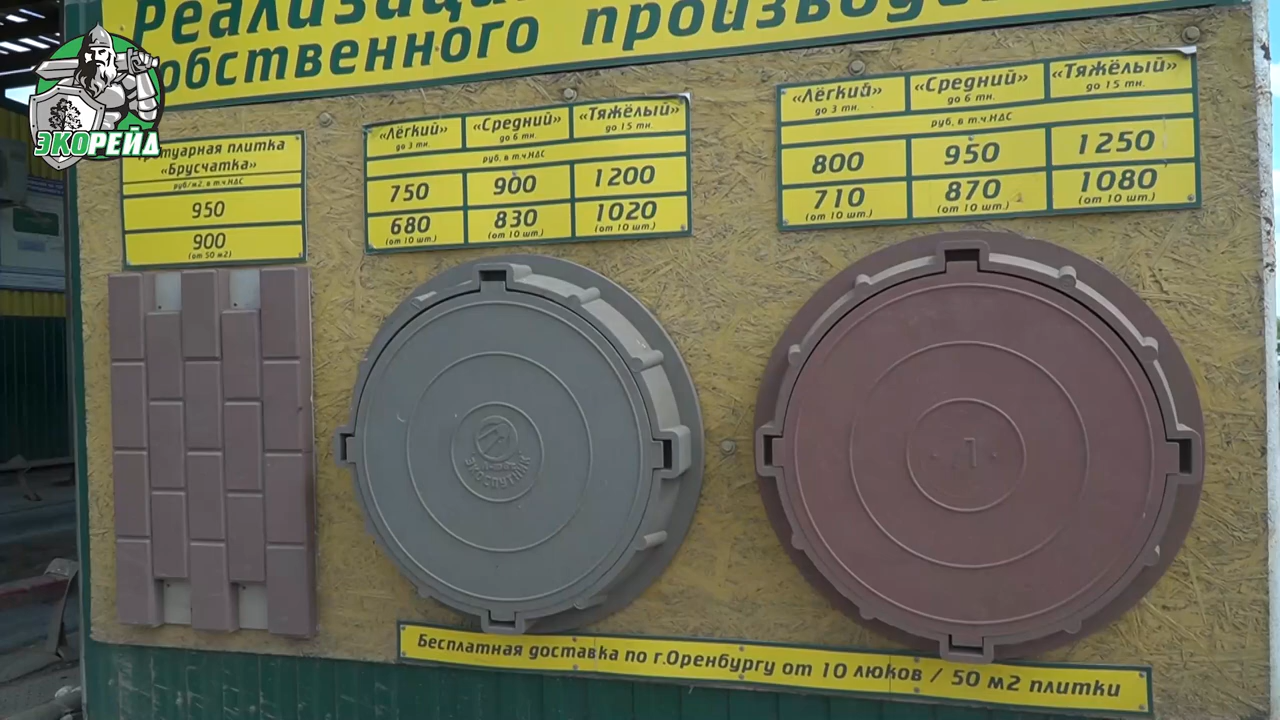 Реализация
собственного производ
ЭКОРЕЙД
Тротуарная плитка
«Брусчатка»
руб/м2. в т.ч НДС
950
900
(от 50 м2)
«Лёгкий» «Средний» «Тяжёлый»
до 3 тн. до 6 тн. до 15 тн.
руб, в т.ч.НДС
750 900 1200
680 830 1020
(от 10 шт.) (от 10 шт.) (от 10 шт.)
«Лёгкий» «Средний» «Тяжёлый»
до 3 тн. до 6 тн. до 15 тн.
руб, в т.ч.НДС
800 950 1250
710 870 1080
(от 10 шт.) (от 10 шт.) (от 10 шт.)
ЭКОСПУТНИК
1
Бесплатная доставка по г.Оренбургу от 10 люков / 50 м2 плитки